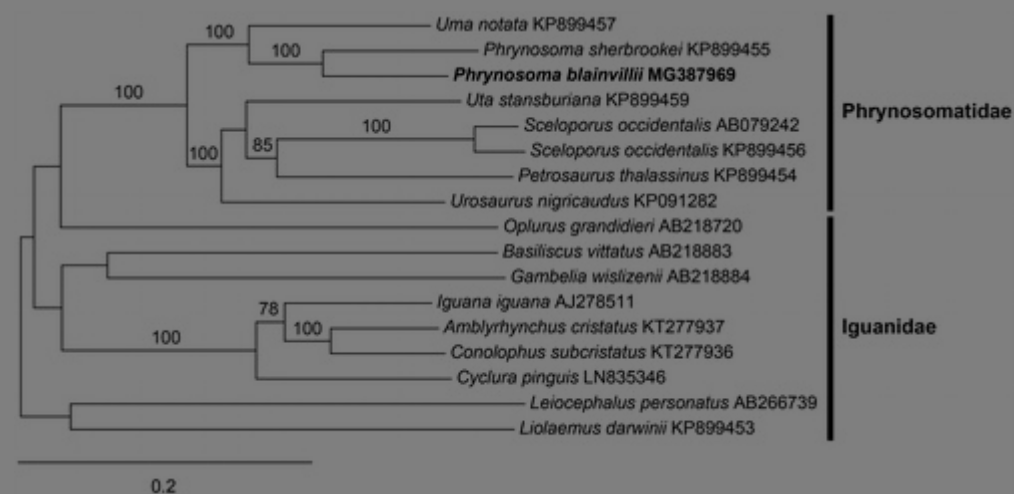 Uma notata KP899457
100
Phrynosoma sherbrookei KP899455
100
Phrynosoma blainvillii MG387969
100
Uta stansburiana KP899459
Phrynosomatidae
100
Sceloporus occidentalis AB079242
85
100
Sceloporus occidentalis KP899456
Petrosaurus thalassinus KP899454
Urosaurus nigricaudus KP091282
Oplurus grandidieri AB218720
Basiliscus vittatus AB218883
Gambelia wislizenii AB218884
Iguana iguana AJ278511
78
Amblyrhynchus cristatus KT277937
Iguanidae
100
100
Conolophus subcristatus KT277936
Cyclura pinguis LN835346
Leiocephalus personatus AB266739
Liolaemus darwinii KP899453
0.2